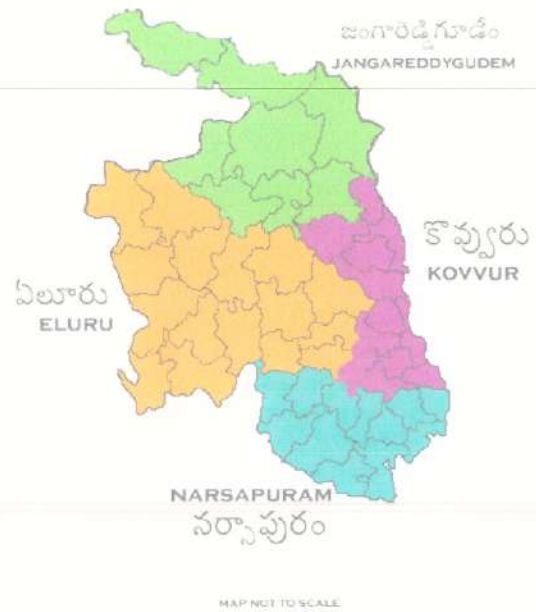 జంగారెడ్డిగూడెం
JANGAREDDYGUDEM
కొవ్వురు
KOVVUR
ఏలూరు
ELURU
NARSAPURAM
నర్సాపురం
MAP NOT TO SCALE